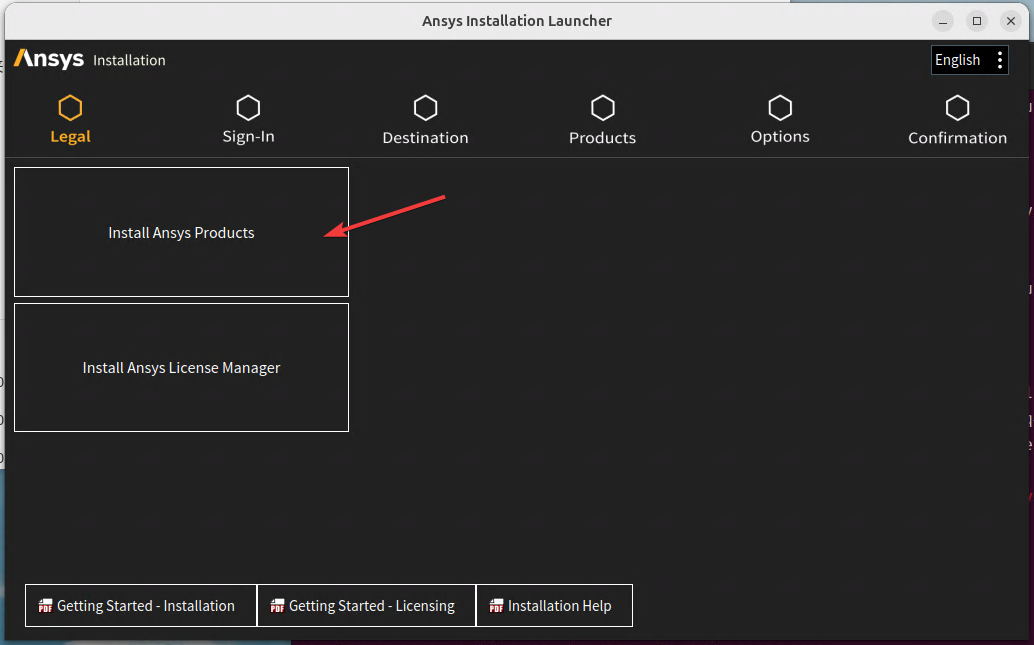 Ansys Installation Launcher
Ansys Installation
English
Legal
Sign-In
Destination
Products
Options
Confirmation
Install Ansys Products
Install Ansys License Manager
PDF Getting Started - Installation
PDF Getting Started - Licensing
PDF Installation Help